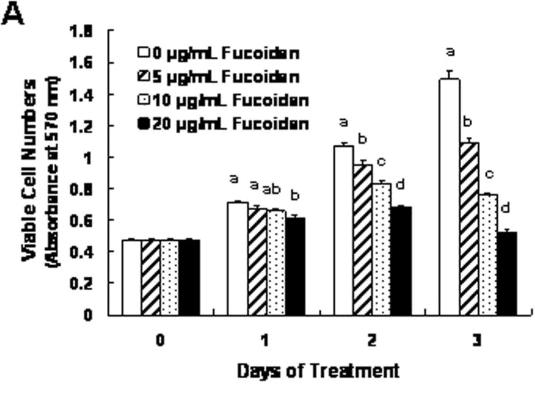 A
1.8
1.6
1.4
1.2
1
0.8
0.6
0.4
0.2
0
Viable Cell Numbers
(Absorbance at 570 nm)
0 µg/mL Fucoidan
5 µg/mL Fucoidan
10 µg/mL Fucoidan
20 µg/mL Fucoidan
a a ab b
a b c d
a b c d
0 1 2 3
Days of Treatment